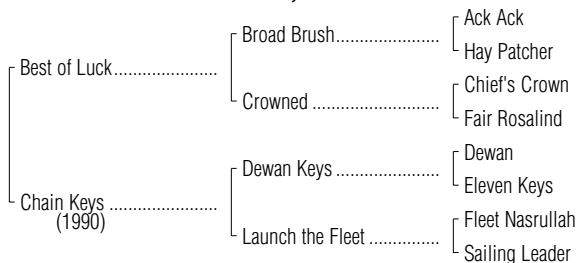 Ack Ack
Broad Brush
Hay Patcher
Best of Luck
Chief's Crown
Crowned
Fair Rosalind
Dewan
Dewan Keys
Eleven Keys
Chain Keys
(1990)
Fleet Nasrullah
Launch the Fleet
Sailing Leader